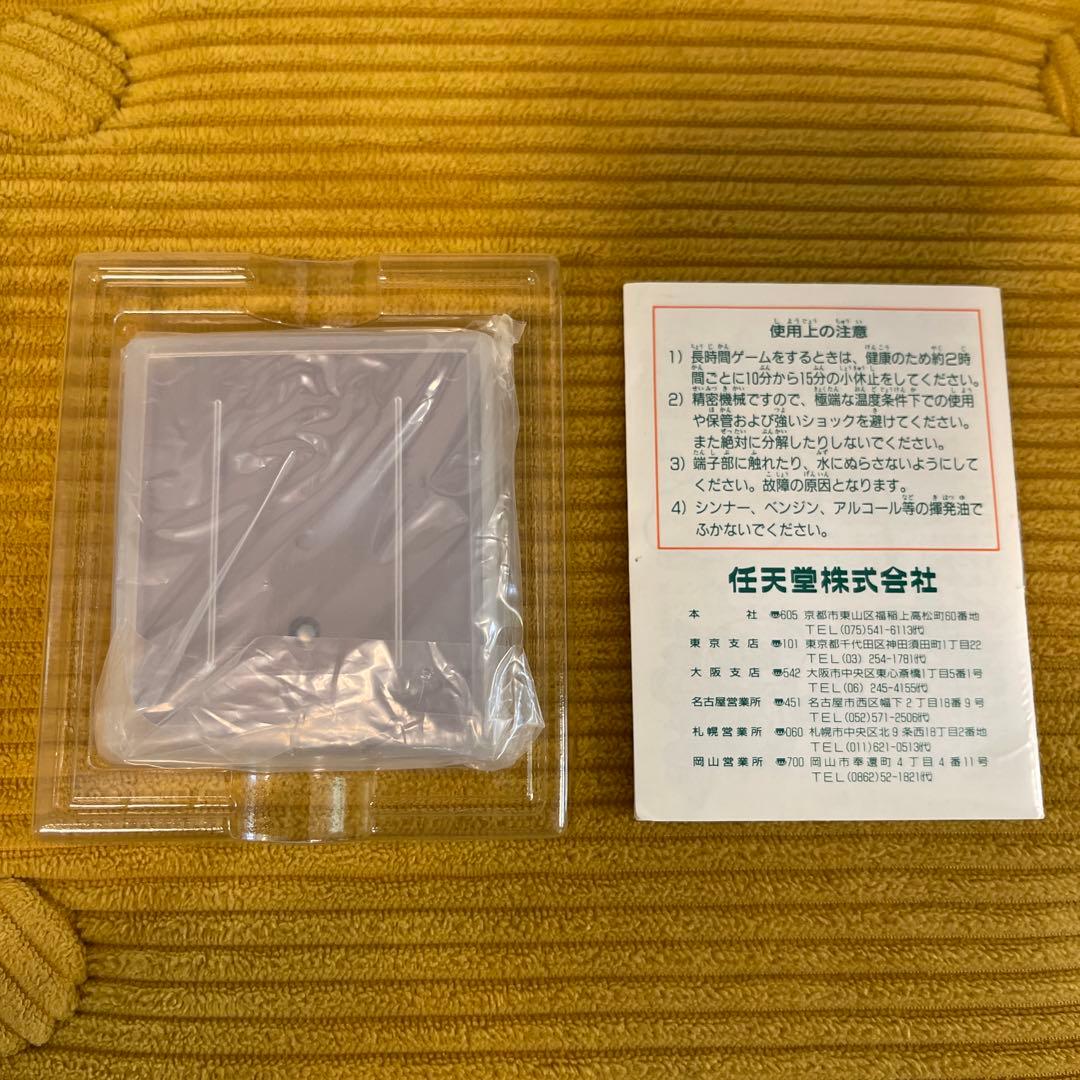 使用上の注意
1) 長時間ゲームをするときは、健康のため約2時
間ごとに10分から15分の小休止をしてください。
2) 精密機械ですので、極端な温度条件下での使用
や保管および強いショックを避けてください。
また絶対に分解したりしないでください。
3) 端子部に触れたり、水にぬらさないようにして
ください。故障の原因となります。
4) シンナー、ベンジン、アルコール等の揮発油で
ふかないでください。
任天堂株式会社
本社 〠605 京都市東山区福稲上高松町60番地
TEL(075)541-6113代
東京支店 〠101 東京都千代田区神田須田町1丁目22
TEL(03) 254-1781代
大阪支店 〠542 大阪市中央区東心斎橋1丁目5番1号
TEL(06) 245-4155代
名古屋営業所 〠451 名古屋市西区幅下2丁目18番9号
TEL(052)571-2506代
札幌営業所 〠060 札幌市中央区北9条西18丁目2番地
TEL(011)621-0513代
岡山営業所 〠700 岡山市奉還町4丁目4番11号
TEL(0862)52-1821代